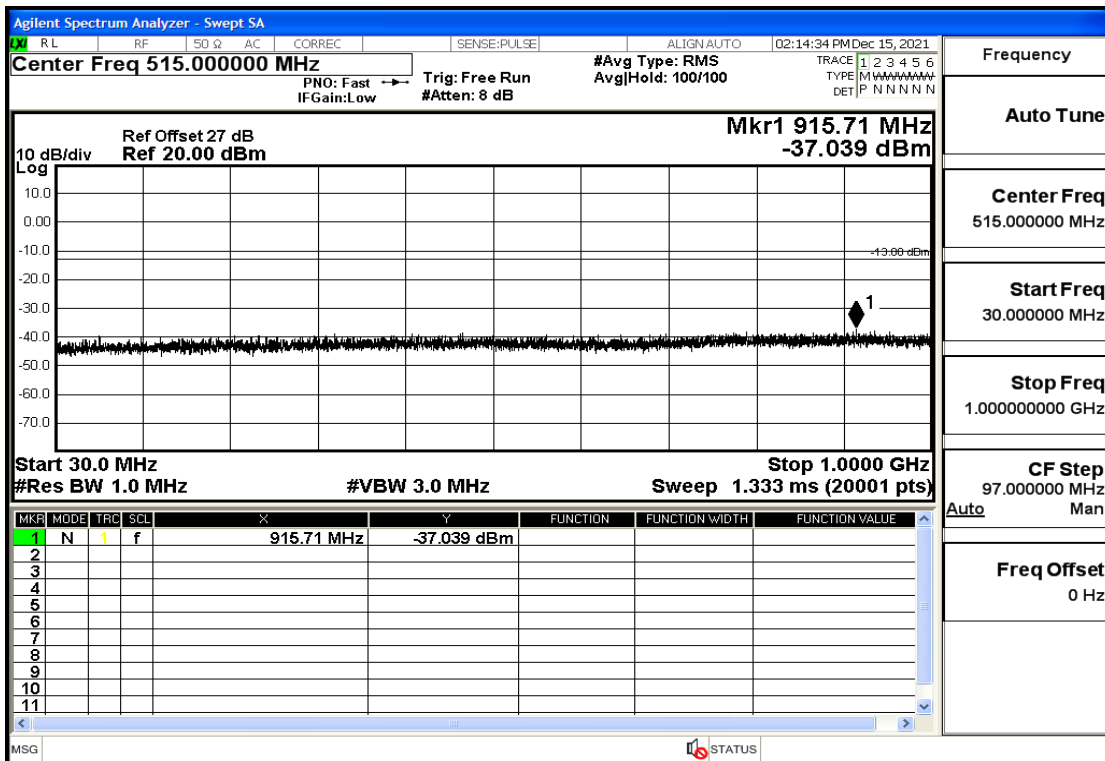 Agilent Spectrum Analyzer - Swept SA
LXI RL RF 50 Ω AC CORREC SENSE:PULSE ALIGN AUTO 02:14:34 PM Dec 15, 2021
Center Freq 515.000000 MHz
PNO: Fast
IFGain:Low
Trig: Free Run
#Atten: 8 dB
#Avg Type: RMS
Avg|Hold: 100/100
TRACE 1 2 3 4 5 6
TYPE M WWWWW
DET P N N N N N
Mkr1 915.71 MHz
-37.039 dBm
Ref Offset 27 dB
10 dB/div Ref 20.00 dBm
Log
10.0
0.00
-10.0
-13.00 dBm
-20.0
-30.0
1
-40.0
-50.0
-60.0
-70.0
Start 30.0 MHz Stop 1.0000 GHz
#Res BW 1.0 MHz #VBW 3.0 MHz Sweep 1.333 ms (20001 pts)
MKR MODE TRC SCL X Y FUNCTION FUNCTION WIDTH FUNCTION VALUE
1 N 1 f 915.71 MHz -37.039 dBm
2
3
4
5
6
7
8
9
10
11
MSG STATUS
Frequency
Auto Tune
Center Freq
515.000000 MHz
Start Freq
30.000000 MHz
Stop Freq
1.000000000 GHz
CF Step
97.000000 MHz
Auto Man
Freq Offset
0 Hz